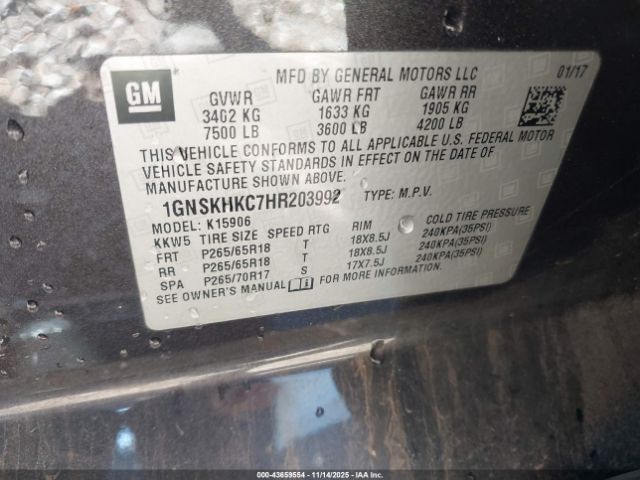 GM
MFD BY GENERAL MOTORS LLC 01/17
GVWR GAWR FRT GAWR RR
3402 KG 1633 KG 1905 KG
7500 LB 3600 LB 4200 LB
THIS VEHICLE CONFORMS TO ALL APPLICABLE U.S. FEDERAL MOTOR
VEHICLE SAFETY STANDARDS IN EFFECT ON THE DATE OF
MANUFACTURE SHOWN ABOVE.
1GNSKHKC7HR203992 TYPE: M.P.V.
MODEL: K15906
KKW5 TIRE SIZE SPEED RTG RIM COLD TIRE PRESSURE
FRT P265/65R18 T 18X8.5J 240KPA(35PSI)
RR P265/65R18 T 18X8.5J 240KPA(35PSI)
SPA P265/70R17 S 17X7.5J 240KPA(35PSI)
SEE OWNER'S MANUAL FOR MORE INFORMATION.
000-43659554 11/14/2025 IAAI.COM